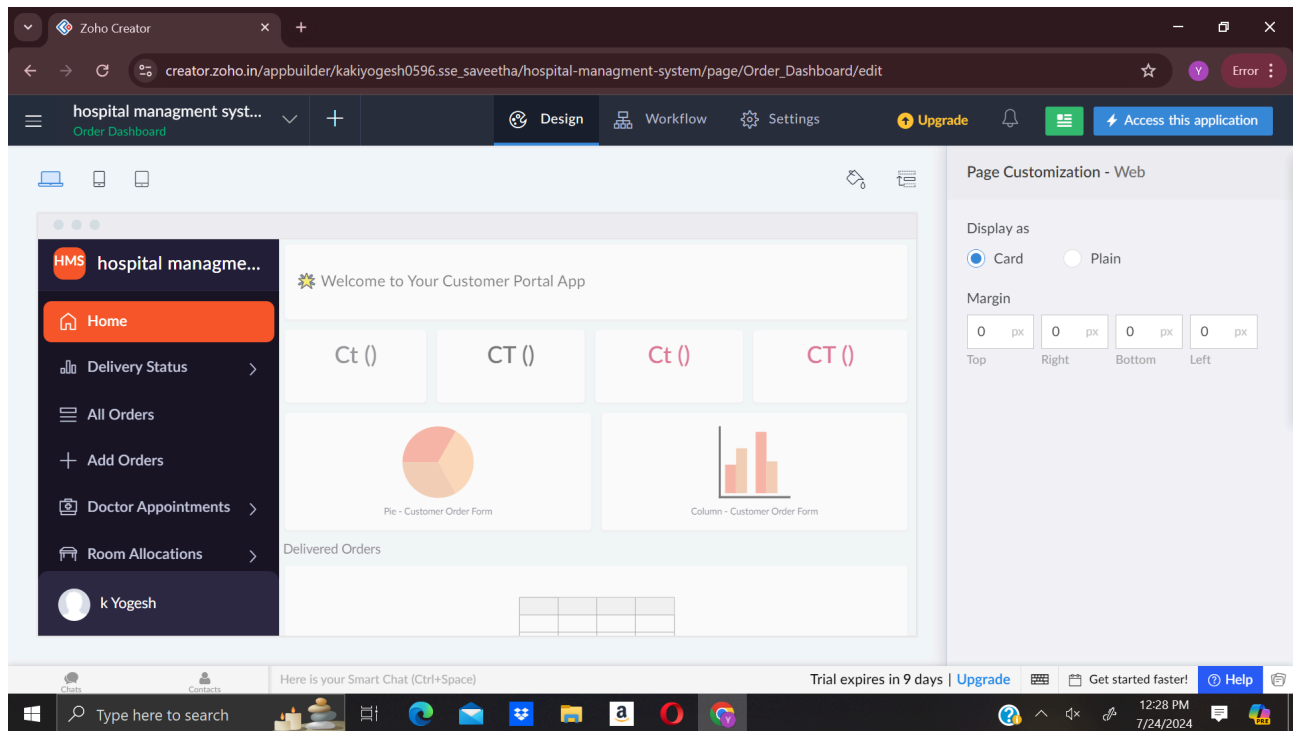 Zoho Creator
creator.zoho.in/appbuilder/kakiyogesh0596.sse_saveetha/hospital-managment-system/page/Order_Dashboard/edit
Y
Error
hospital managment syst...
Order Dashboard
Design
Workflow
Settings
Upgrade
Access this application
Page Customization - Web
Display as
Card
Plain
Margin
0 px
0 px
0 px
0 px
Top
Right
Bottom
Left
HMS
hospital managme...
Home
Delivery Status
All Orders
Add Orders
Doctor Appointments
Room Allocations
k Yogesh
Welcome to Your Customer Portal App
Ct ()
CT ()
Ct ()
CT ()
Pie - Customer Order Form
Column - Customer Order Form
Delivered Orders
Chats
Contacts
Here is your Smart Chat (Ctrl+Space)
Trial expires in 9 days | Upgrade
Get started faster!
Help
Type here to search
a
Y
12:28 PM
7/24/2024
PRE